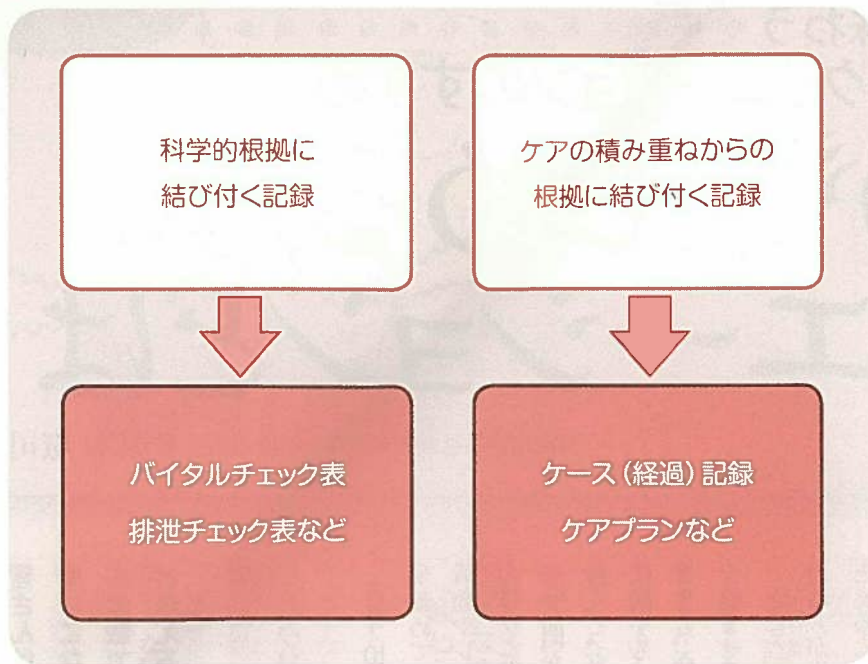 科学的根拠に
結び付く記録
ケアの積み重ねからの
根拠に結び付く記録
バイタルチェック表
排泄チェック表など
ケース（経過）記録
ケアプランなど